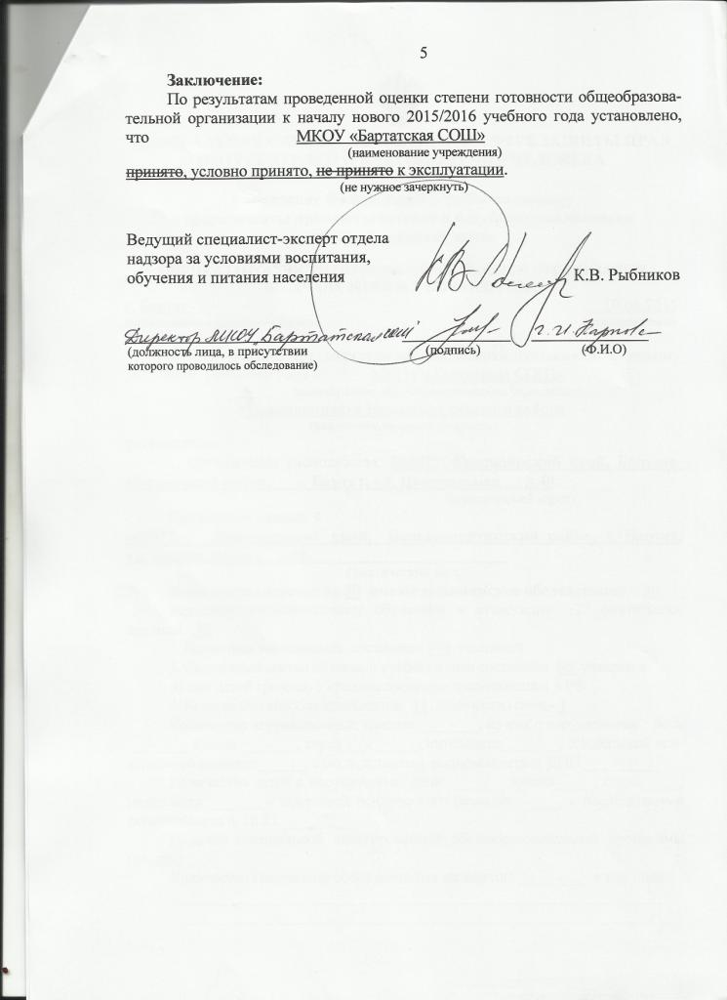 5
Заключение:
По результатам проведенной оценки степени готовности общеобразова-
тельной организации к началу нового 2015/2016 учебного года установлено,
что МКОУ «Бартатская СОШ»
(наименование учреждения)
принято, условно принято, не принято к эксплуатации.
(не нужное зачеркнуть)
Ведущий специалист-эксперт отдела
надзора за условиями воспитания,
обучения и питания населения К.В. Рыбников
Директор МКОУ „Бартатская сош"
(должность лица, в присутствии (подпись) (Ф.И.О)
которого проводилось обследование)